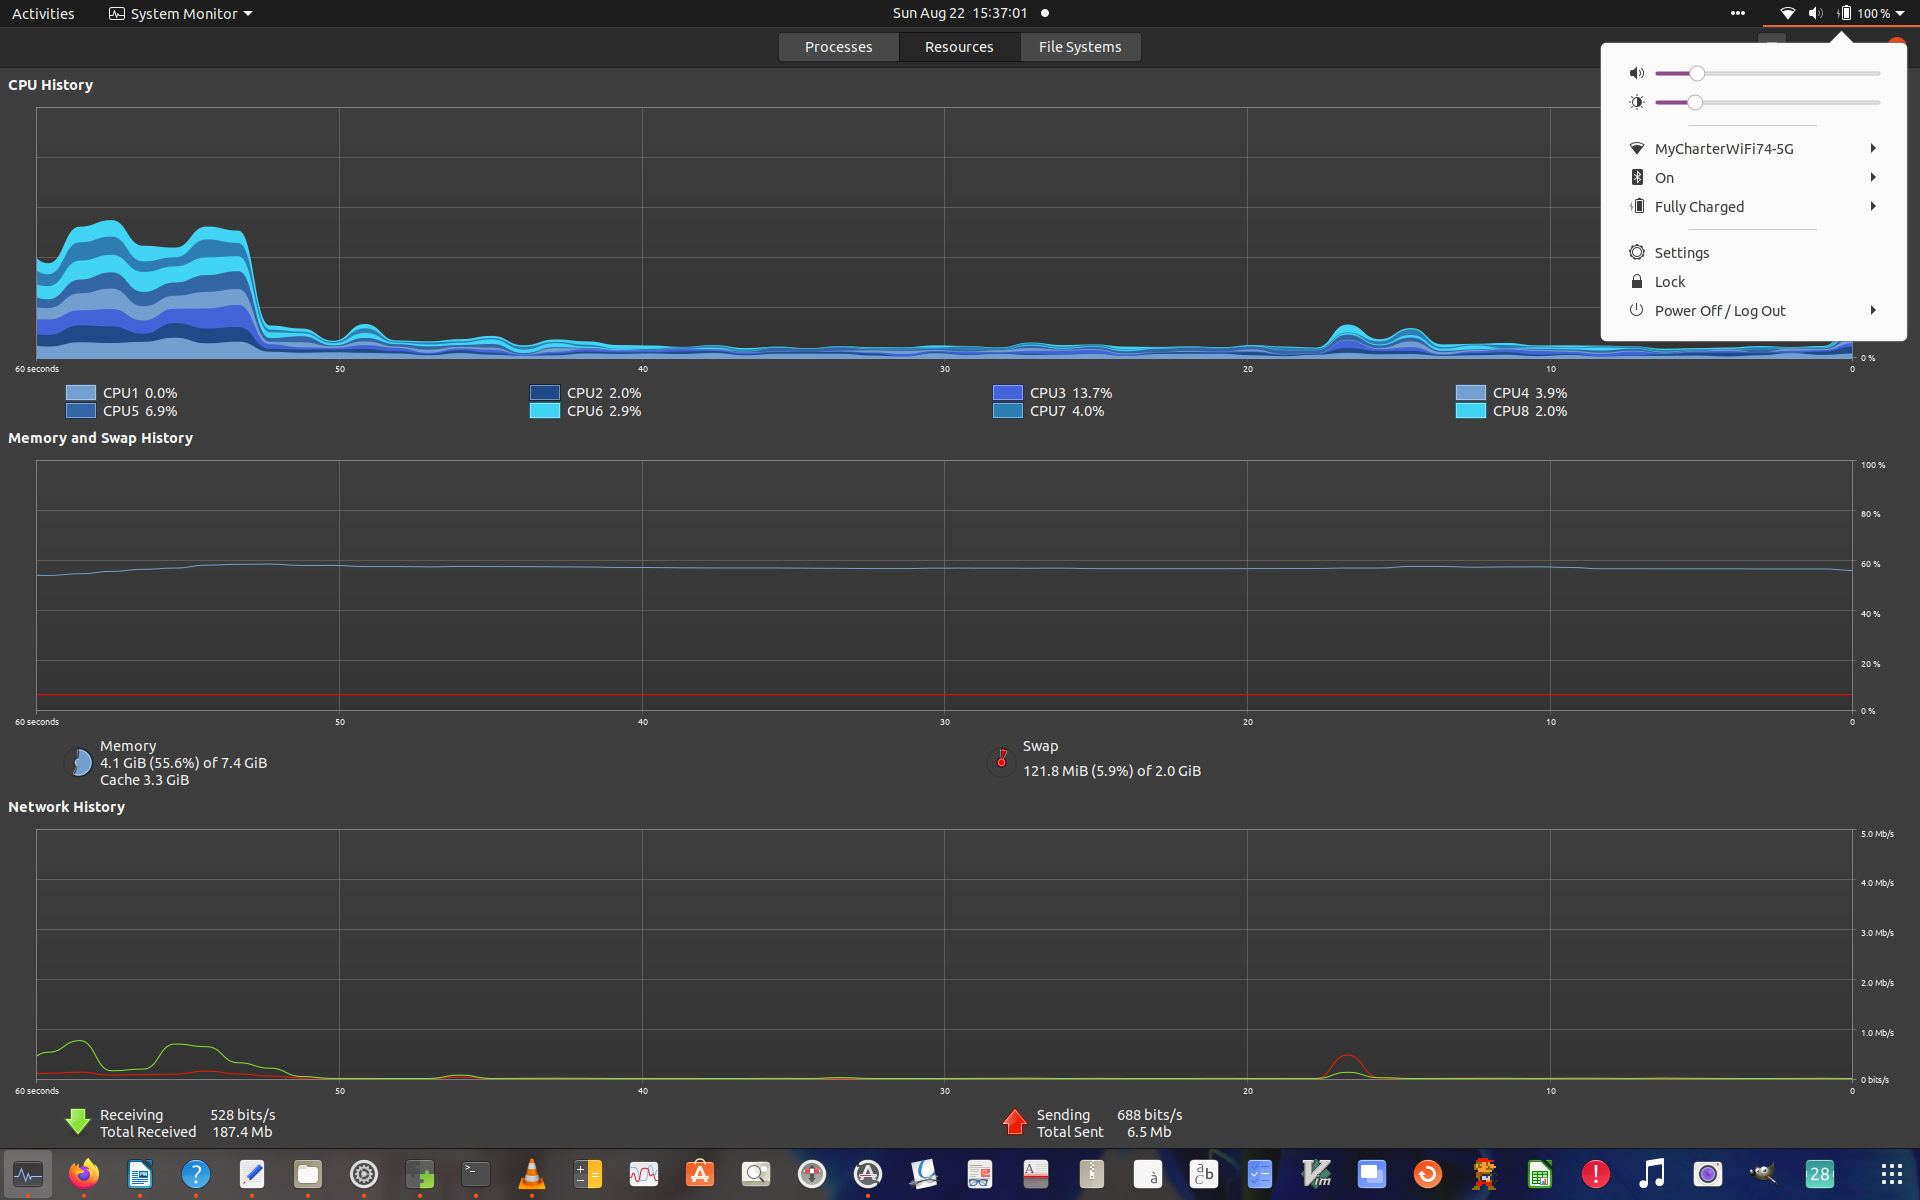 Activities
System Monitor
Sun Aug 22 15:37:01
100 %
Processes
Resources
File Systems
MyCharterWiFi74-5G
On
Fully Charged
Settings
Lock
Power Off / Log Out
CPU History
0 %
60 seconds 50 40 30 20 10 0
CPU1 0.0% CPU2 2.0% CPU3 13.7% CPU4 3.9%
CPU5 6.9% CPU6 2.9% CPU7 4.0% CPU8 2.0%
Memory and Swap History
100 %
80 %
60 %
40 %
20 %
0 %
60 seconds 50 40 30 20 10 0
Memory
4.1 GiB (55.6%) of 7.4 GiB
Cache 3.3 GiB
Swap
121.8 MiB (5.9%) of 2.0 GiB
Network History
5.0 Mb/s
4.0 Mb/s
3.0 Mb/s
2.0 Mb/s
1.0 Mb/s
0 bits/s
60 seconds 50 40 30 20 10 0
Receiving 528 bits/s
Total Received 187.4 Mb
Sending 688 bits/s
Total Sent 6.5 Mb
?
>_
A
à
a b c
Vim
28